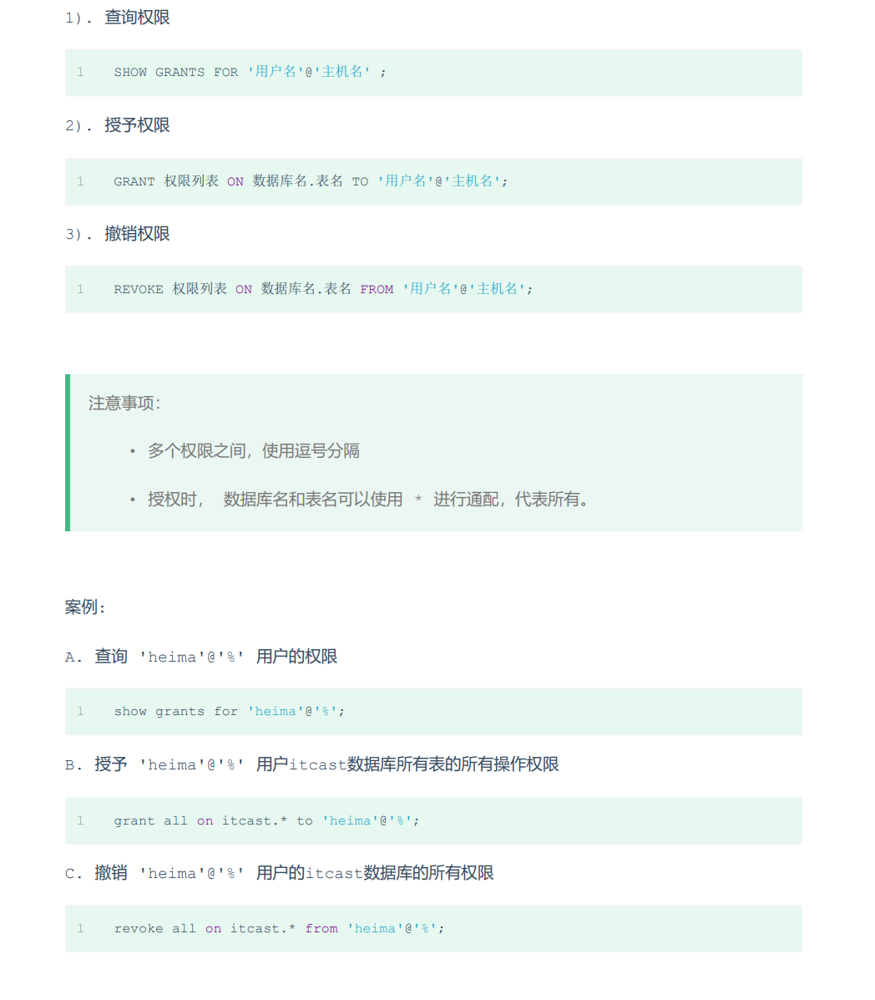 1). 查询权限
1 SHOW GRANTS FOR '用户名'@'主机名' ;
2). 授予权限
1 GRANT 权限列表 ON 数据库名.表名 TO '用户名'@'主机名';
3). 撤销权限
1 REVOKE 权限列表 ON 数据库名.表名 FROM '用户名'@'主机名';
注意事项：
• 多个权限之间，使用逗号分隔
• 授权时， 数据库名和表名可以使用 * 进行通配，代表所有。
案例：
A. 查询 'heima'@'%' 用户的权限
1 show grants for 'heima'@'%';
B. 授予 'heima'@'%' 用户itcast数据库所有表的所有操作权限
1 grant all on itcast.* to 'heima'@'%';
C. 撤销 'heima'@'%' 用户的itcast数据库的所有权限
1 revoke all on itcast.* from 'heima'@'%';